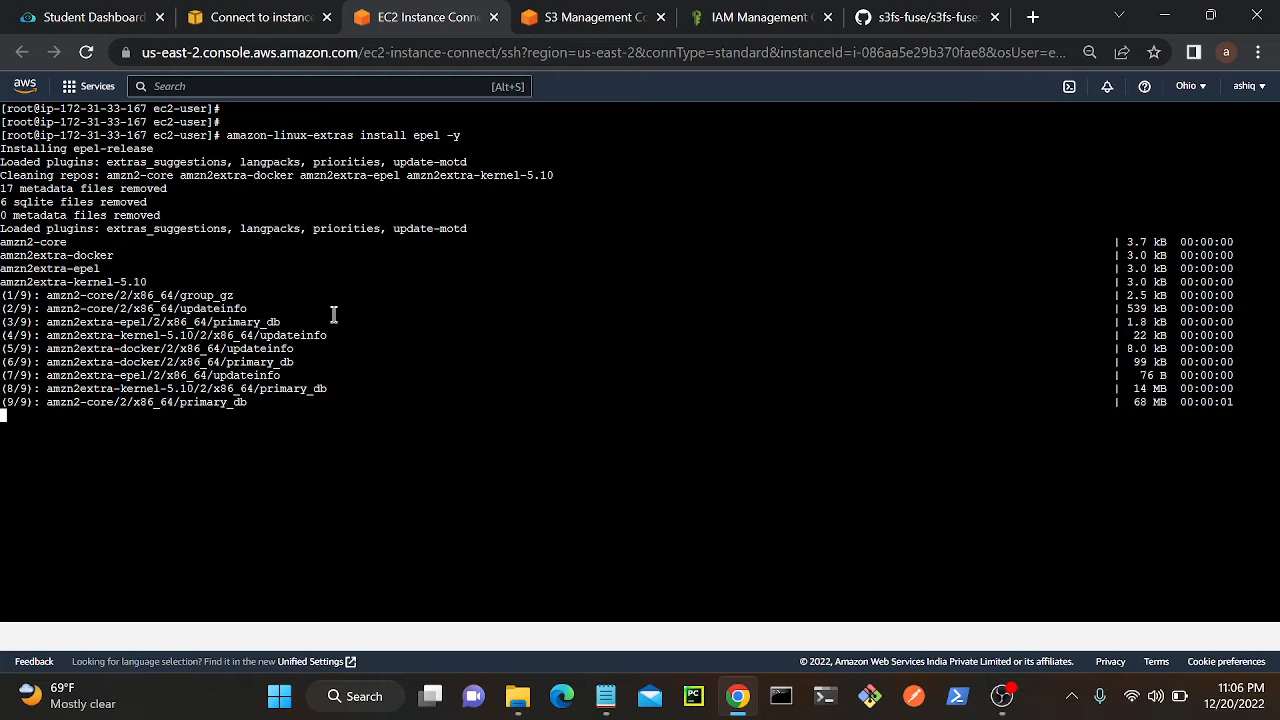 Student Dashboard
Connect to instance
EC2 Instance Conne
S3 Management Co
IAM Management C
s3fs-fuse/s3fs-fuse:
us-east-2.console.aws.amazon.com/ec2-instance-connect/ssh?region=us-east-2&connType=standard&instanceId=i-086aa5e29b370fae8&osUser=e...
a
aws
Services
Search
[Alt+S]
Ohio
ashiq
[root@ip-172-31-33-167 ec2-user]#
[root@ip-172-31-33-167 ec2-user]#
[root@ip-172-31-33-167 ec2-user]# amazon-linux-extras install epel -y
Installing epel-release
Loaded plugins: extras_suggestions, langpacks, priorities, update-motd
Cleaning repos: amzn2-core amzn2extra-docker amzn2extra-epel amzn2extra-kernel-5.10
17 metadata files removed
6 sqlite files removed
0 metadata files removed
Loaded plugins: extras_suggestions, langpacks, priorities, update-motd
amzn2-core | 3.7 kB 00:00:00
amzn2extra-docker | 3.0 kB 00:00:00
amzn2extra-epel | 3.0 kB 00:00:00
amzn2extra-kernel-5.10 | 3.0 kB 00:00:00
(1/9): amzn2-core/2/x86_64/group_gz | 2.5 kB 00:00:00
(2/9): amzn2-core/2/x86_64/updateinfo | 539 kB 00:00:00
(3/9): amzn2extra-epel/2/x86_64/primary_db | 1.8 kB 00:00:00
(4/9): amzn2extra-kernel-5.10/2/x86_64/updateinfo | 22 kB 00:00:00
(5/9): amzn2extra-docker/2/x86_64/updateinfo | 8.0 kB 00:00:00
(6/9): amzn2extra-docker/2/x86_64/primary_db | 99 kB 00:00:00
(7/9): amzn2extra-epel/2/x86_64/updateinfo | 76 B 00:00:00
(8/9): amzn2extra-kernel-5.10/2/x86_64/primary_db | 14 MB 00:00:00
(9/9): amzn2-core/2/x86_64/primary_db | 68 MB 00:00:01
Feedback Looking for language selection? Find it in the new Unified Settings © 2022, Amazon Web Services India Private Limited or its affiliates. Privacy Terms Cookie preferences
69°F
Mostly clear
Search
PC
11:06 PM
12/20/2022